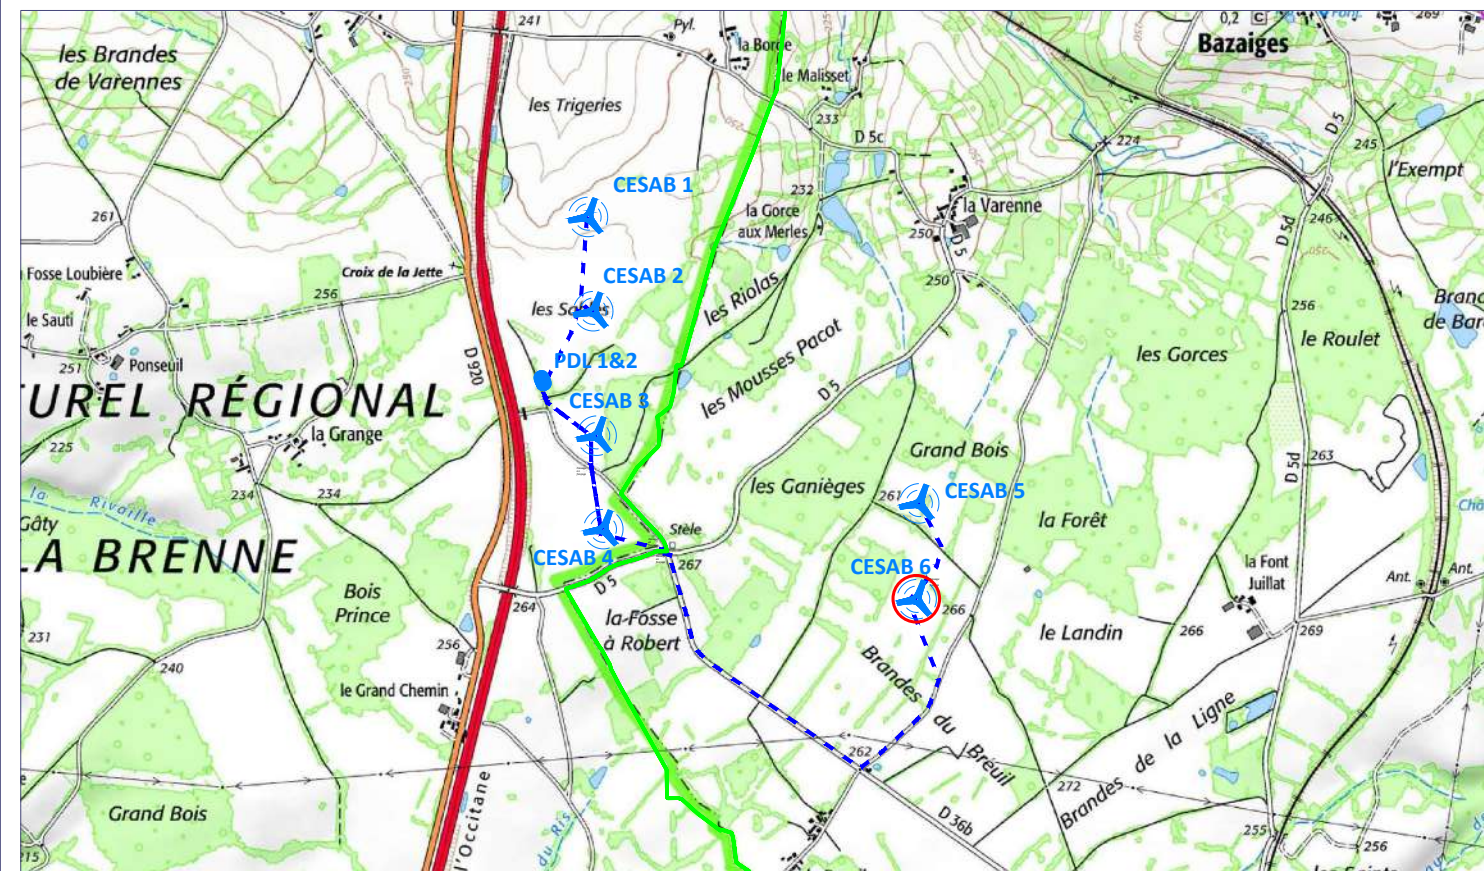 241
Pyl.
la Borde
0,2 C
Bazaiges
269
les Brandes
de Varennes
les Trigeries
le Malisset
233
D 5c
224
D 5
245
l'Exempt
CESAB 1
232
la Gorce
aux Merles
la Varenne
250
D 5
250
261
246
D 5d
250
Fosse Loubière
Croix de la Jette
256
CESAB 2
les Riolas
256
le Sauti
Ponseuil
251
D 920
PDL 1&2
les Mousses Pacot
D 5
les Gorces
le Roulet
UREL RÉGIONAL
CESAB 3
225
la Grange
Grand Bois
263
D 5d
234
234
la Rivaille
les Ganièges
261
CESAB 5
la Forêt
Gâty
A BRENNE
Stèle
CESAB 4
267
CESAB 6
la Font
Juillat
Ant.
Ant.
Bois
Prince
264
D 5
la Fosse
à Robert
266
le Landin
266
269
231
240
256
le Grand Chemin
Brandes du Breuil
Brandes de la Ligne
262
272
Grand Bois
l'Occitane
du Ris
D 36b
255
256
215